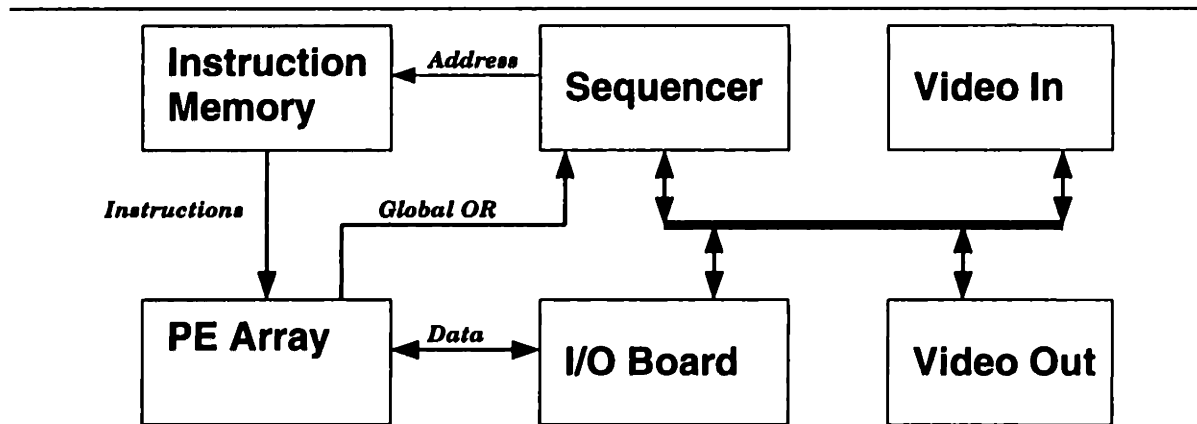 Instruction
Memory
Address
Sequencer
Video In
Instructions
Global OR
PE Array
Data
I/O Board
Video Out